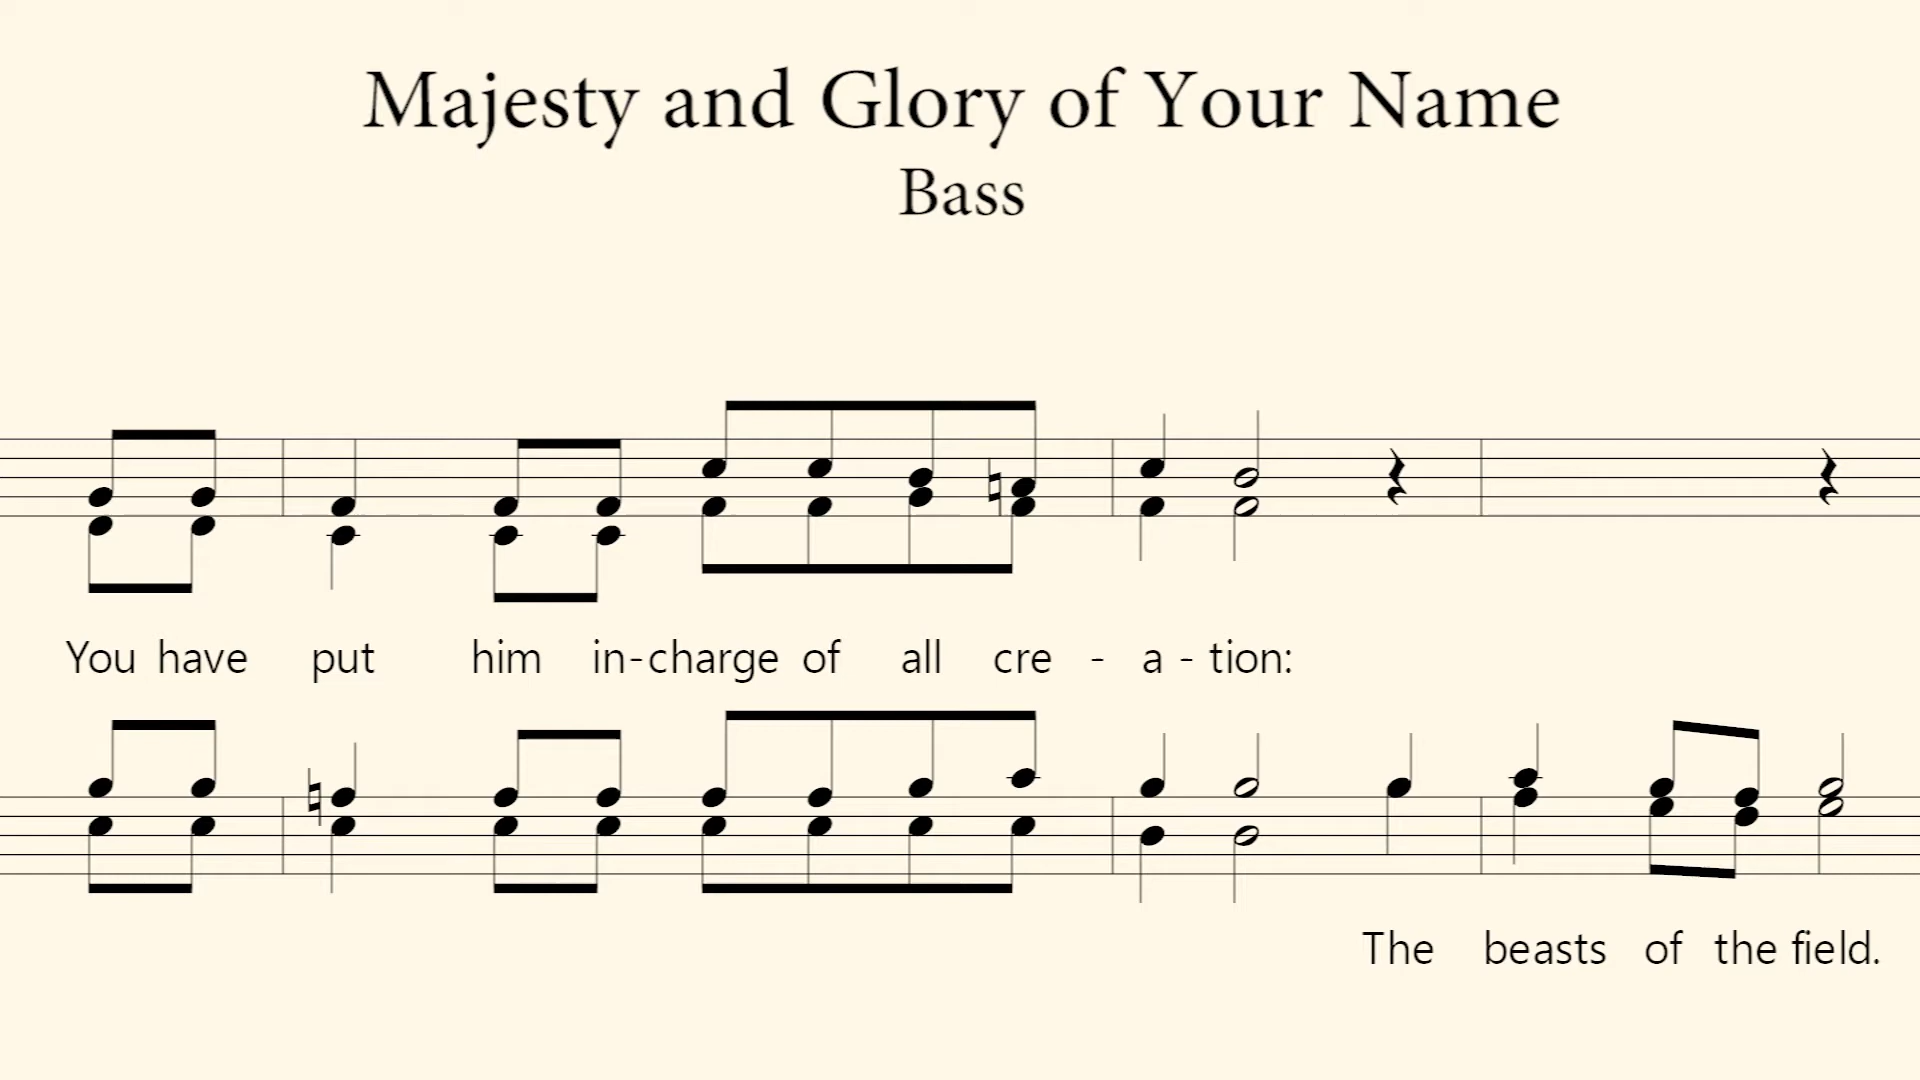 Majesty and Glory of Your Name
Bass
You have put him in-charge of all cre - a - tion:
The beasts of the field.